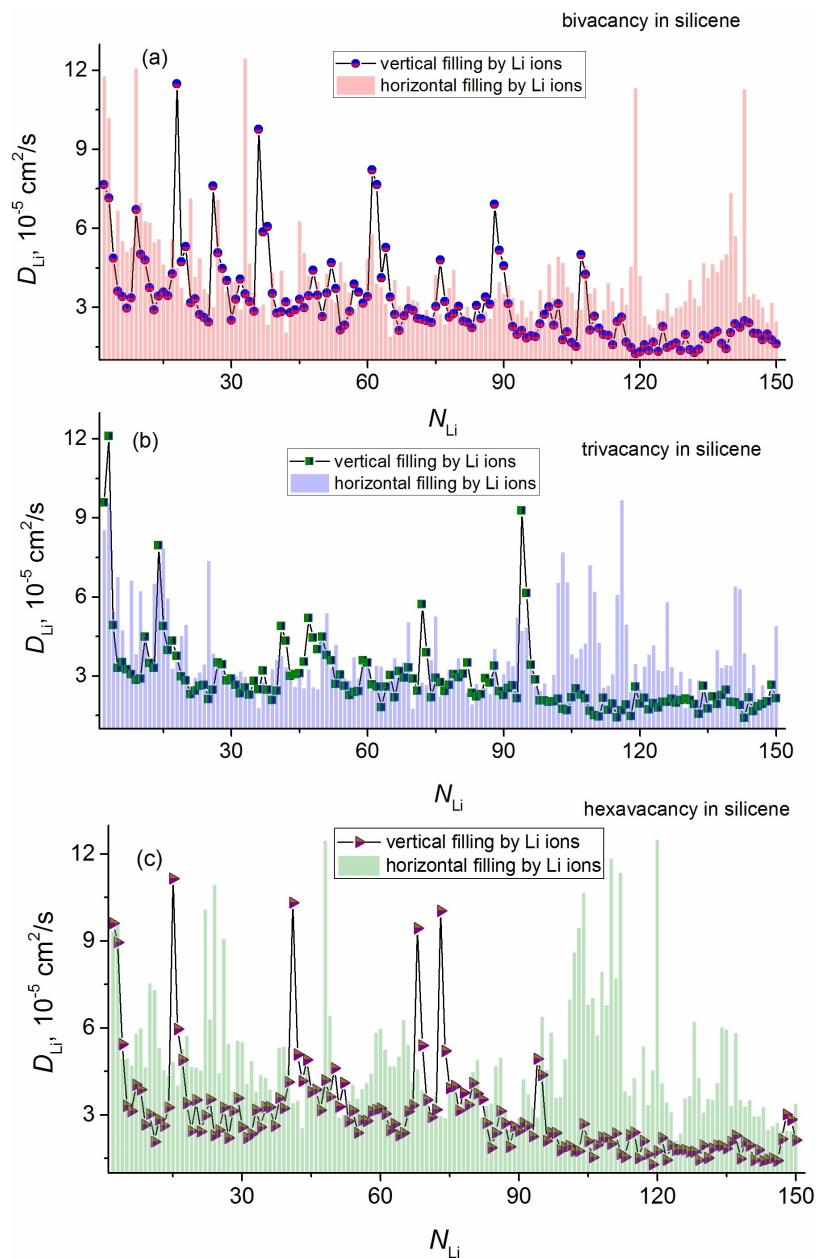 bivacancy in silicene
(a)
vertical filling by Li ions
horizontal filling by Li ions
D_Li, 10^-5 cm^2/s
12
9
6
3
30
60
90
120
150
N_Li
trivacancy in silicene
(b)
vertical filling by Li ions
horizontal filling by Li ions
D_Li, 10^-5 cm^2/s
12
9
6
3
30
60
90
120
150
N_Li
hexavacancy in silicene
(c)
vertical filling by Li ions
horizontal filling by Li ions
D_Li, 10^-5 cm^2/s
12
9
6
3
30
60
90
120
150
N_Li